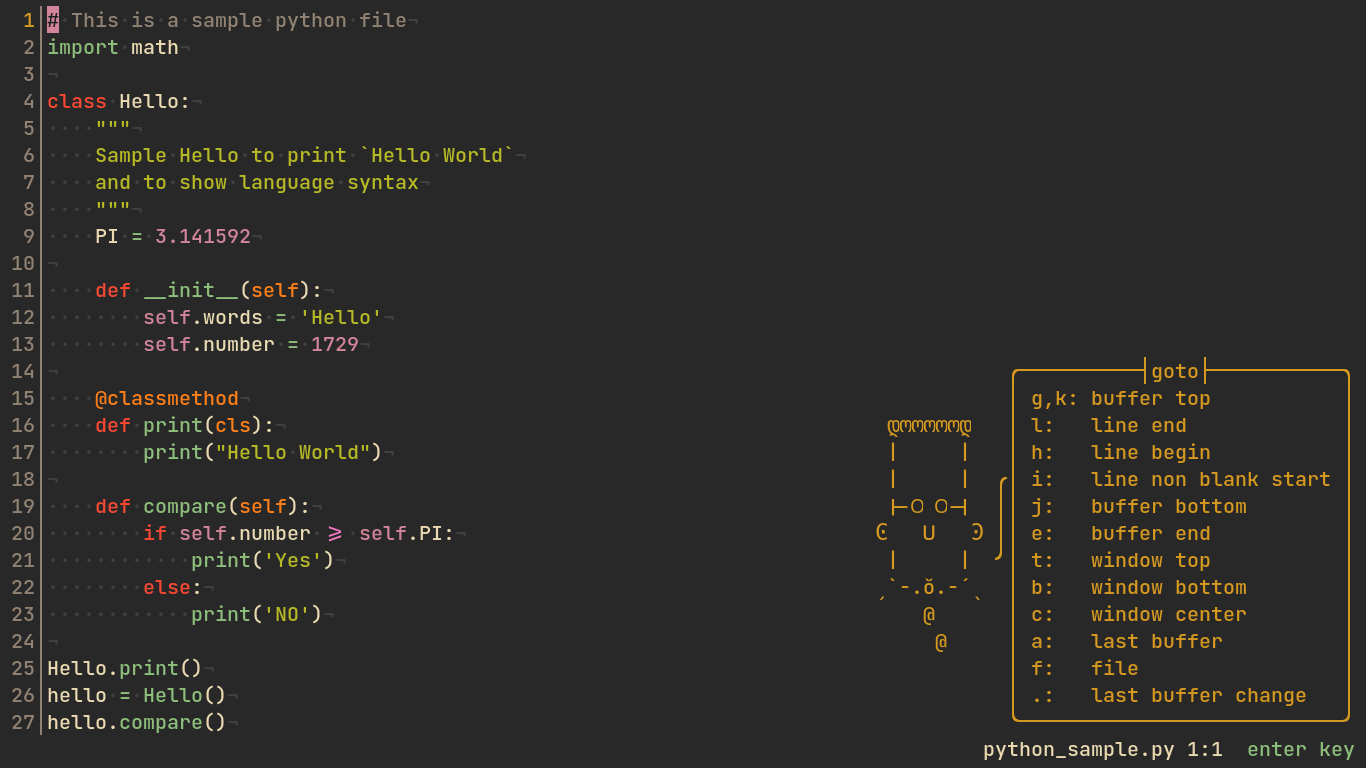 1 # This is a sample python file
2 import math
3
4 class Hello:
5     """
6     Sample Hello to print `Hello World`
7     and to show language syntax
8     """
9     PI = 3.141592
10
11     def __init__(self):
12         self.words = 'Hello'
13         self.number = 1729
14
15     @classmethod
16     def print(cls):
17         print("Hello World")
18
19     def compare(self):
20         if self.number ⩾ self.PI:
21             print('Yes')
22         else:
23             print('NO')
24
25 Hello.print()
26 hello = Hello()
27 hello.compare()
goto
g,k: buffer top
l:   line end
h:   line begin
i:   line non blank start
j:   buffer bottom
e:   buffer end
t:   window top
b:   window bottom
c:   window center
a:   last buffer
f:   file
.:   last buffer change
python_sample.py 1:1  enter key